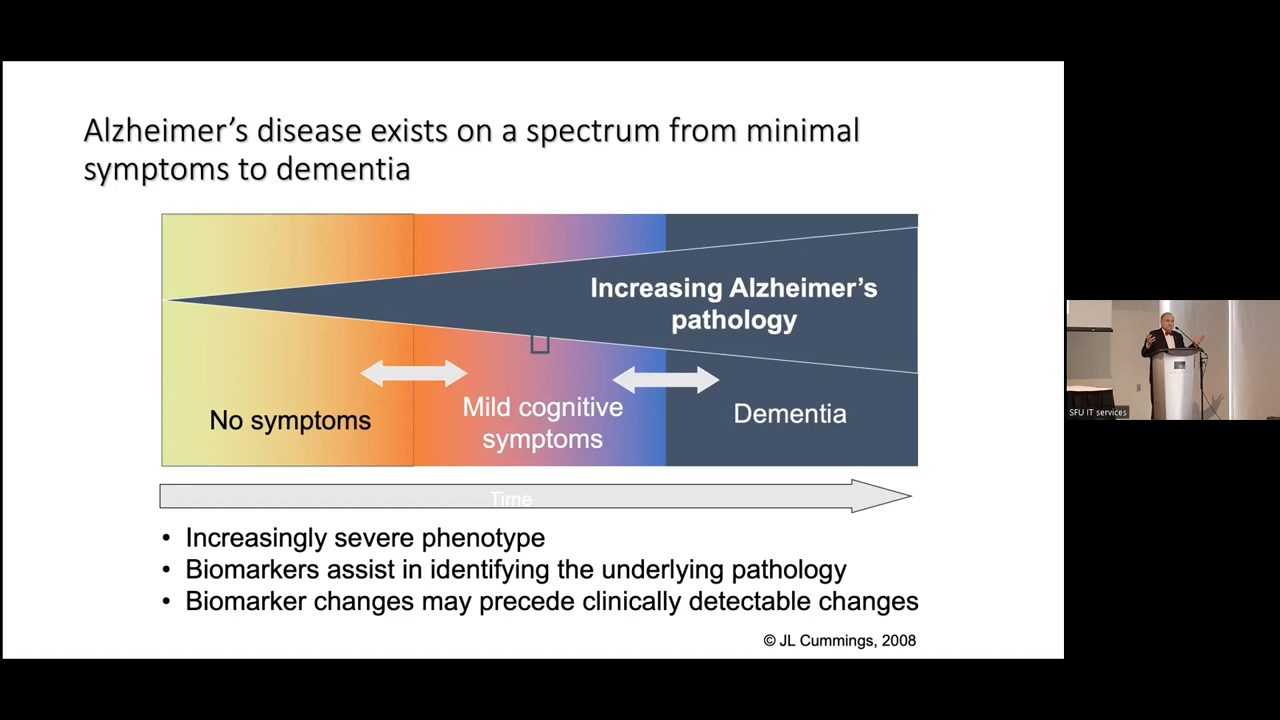 Alzheimer’s disease exists on a spectrum from minimal
symptoms to dementia
Increasing Alzheimer’s
pathology
No symptoms
Mild cognitive
symptoms
Dementia
Time
• Increasingly severe phenotype
• Biomarkers assist in identifying the underlying pathology
• Biomarker changes may precede clinically detectable changes
© JL Cummings, 2008
SFU IT services